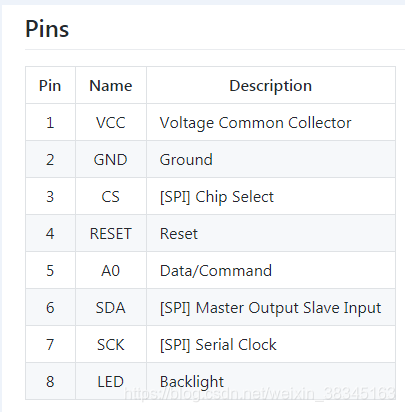 Pins
Pin Name Description
1 VCC Voltage Common Collector
2 GND Ground
3 CS [SPI] Chip Select
4 RESET Reset
5 A0 Data/Command
6 SDA [SPI] Master Output Slave Input
7 SCK [SPI] Serial Clock
8 LED Backlight
https://blog.csdn.net/weixin_38345163